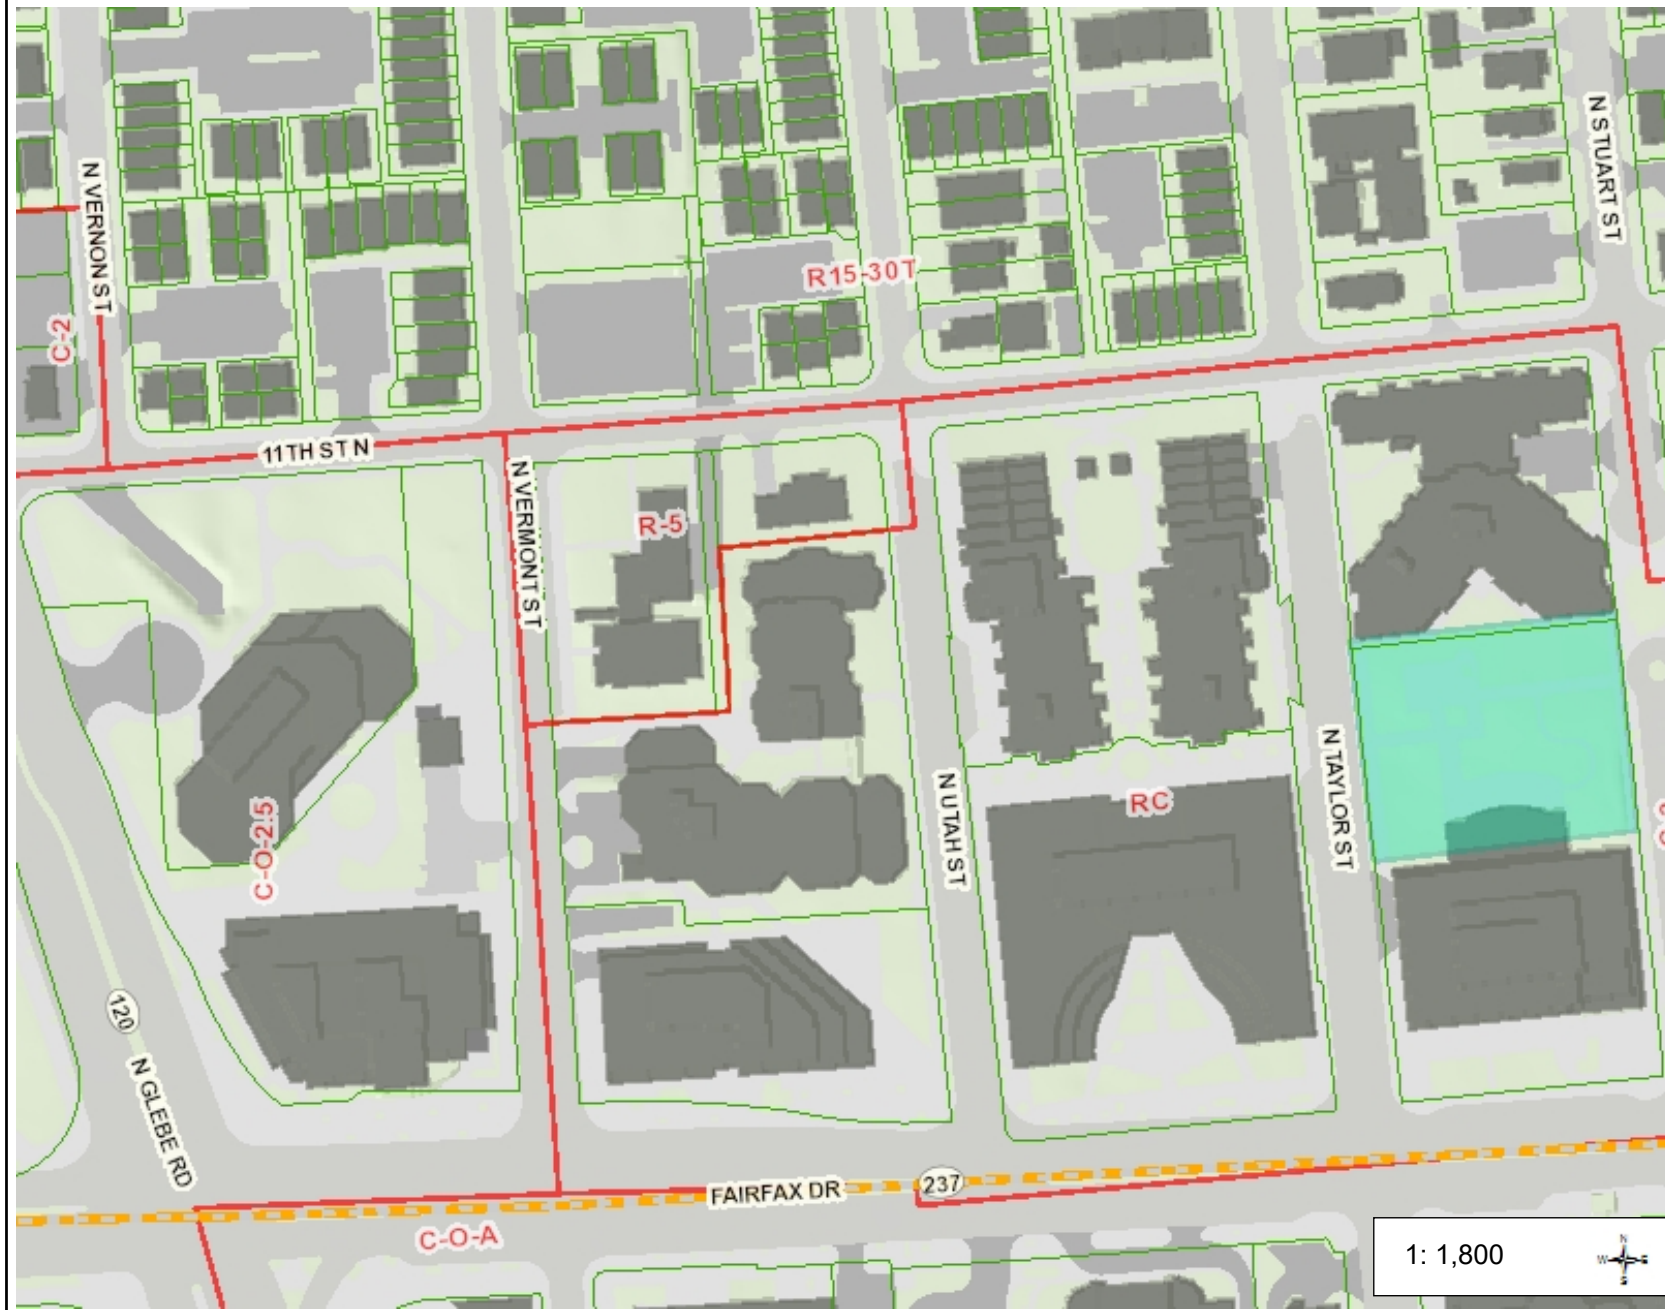 N STUART ST
N VERNON ST
R15-30T
C-2
11TH ST N
N VERMONT ST
R-5
N UTAH ST
RC
N TAYLOR ST
C-O-2.5
120
N GLEBE RD
FAIRFAX DR
237
C-O-A
1: 1,800
N
W
E
S